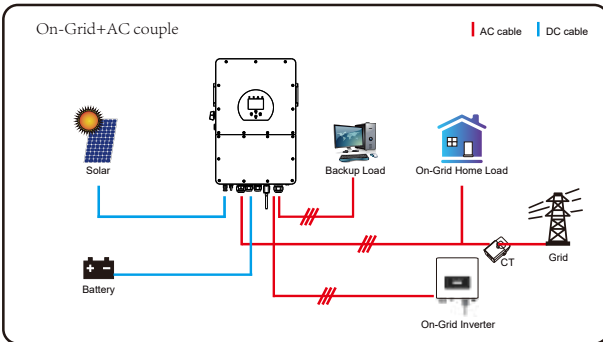 On-Grid+AC couple
AC cable
DC cable
Solar
Backup Load
On-Grid Home Load
CT
Grid
Battery
On-Grid Inverter